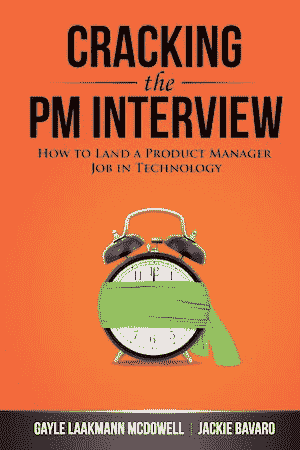 CRACKING
the
PM INTERVIEW
HOW TO LAND A PRODUCT MANAGER
JOB IN TECHNOLOGY
GAYLE LAAKMANN MCDOWELL | JACKIE BAVARO